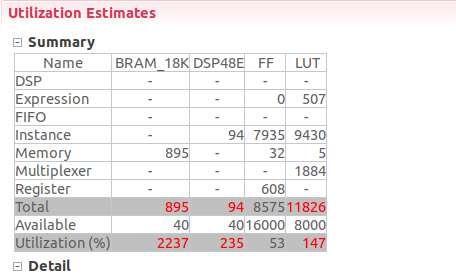 Utilization Estimates
Summary
Name BRAM_18K DSP48E FF LUT
DSP - - - -
Expression - - 0 507
FIFO - - - -
Instance - 94 7935 9430
Memory 895 - 32 5
Multiplexer - - - 1884
Register - - 608 -
Total 895 94 8575 11826
Available 40 40 16000 8000
Utilization (%) 2237 235 53 147
Detail